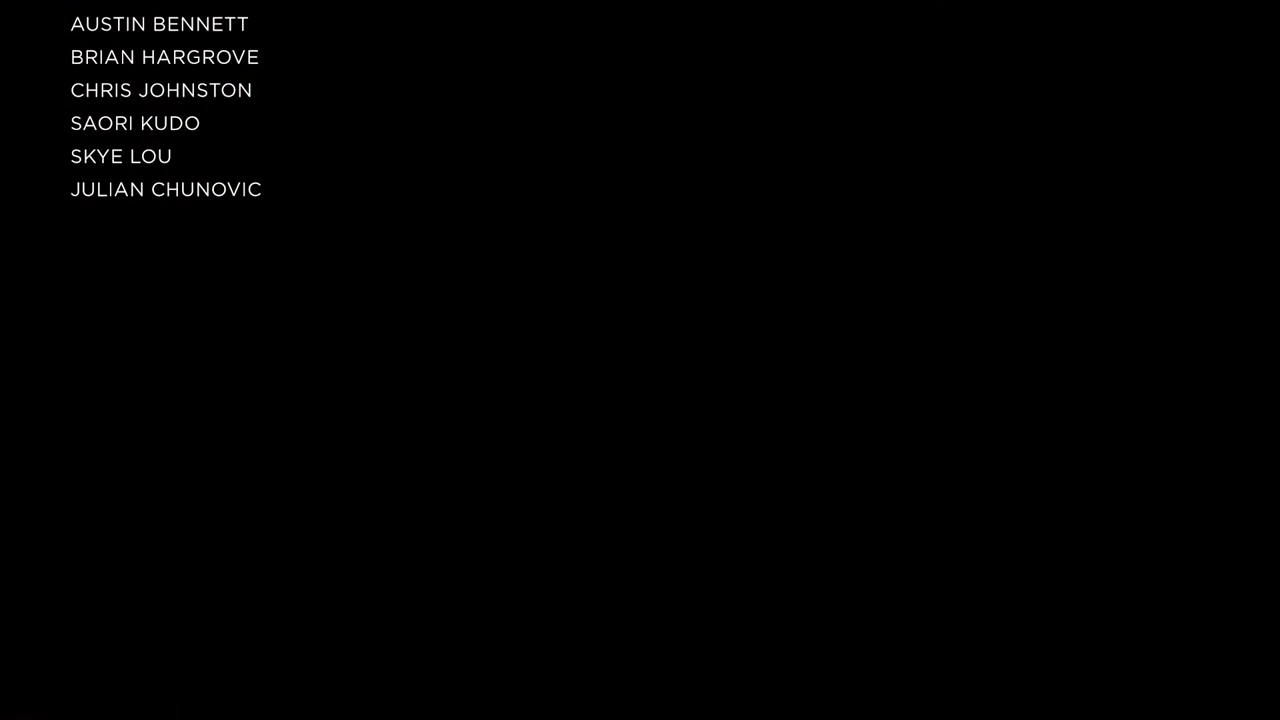 AUSTIN BENNETT
BRIAN HARGROVE
CHRIS JOHNSTON
SAORI KUDO
SKYE LOU
JULIAN CHUNOVIC